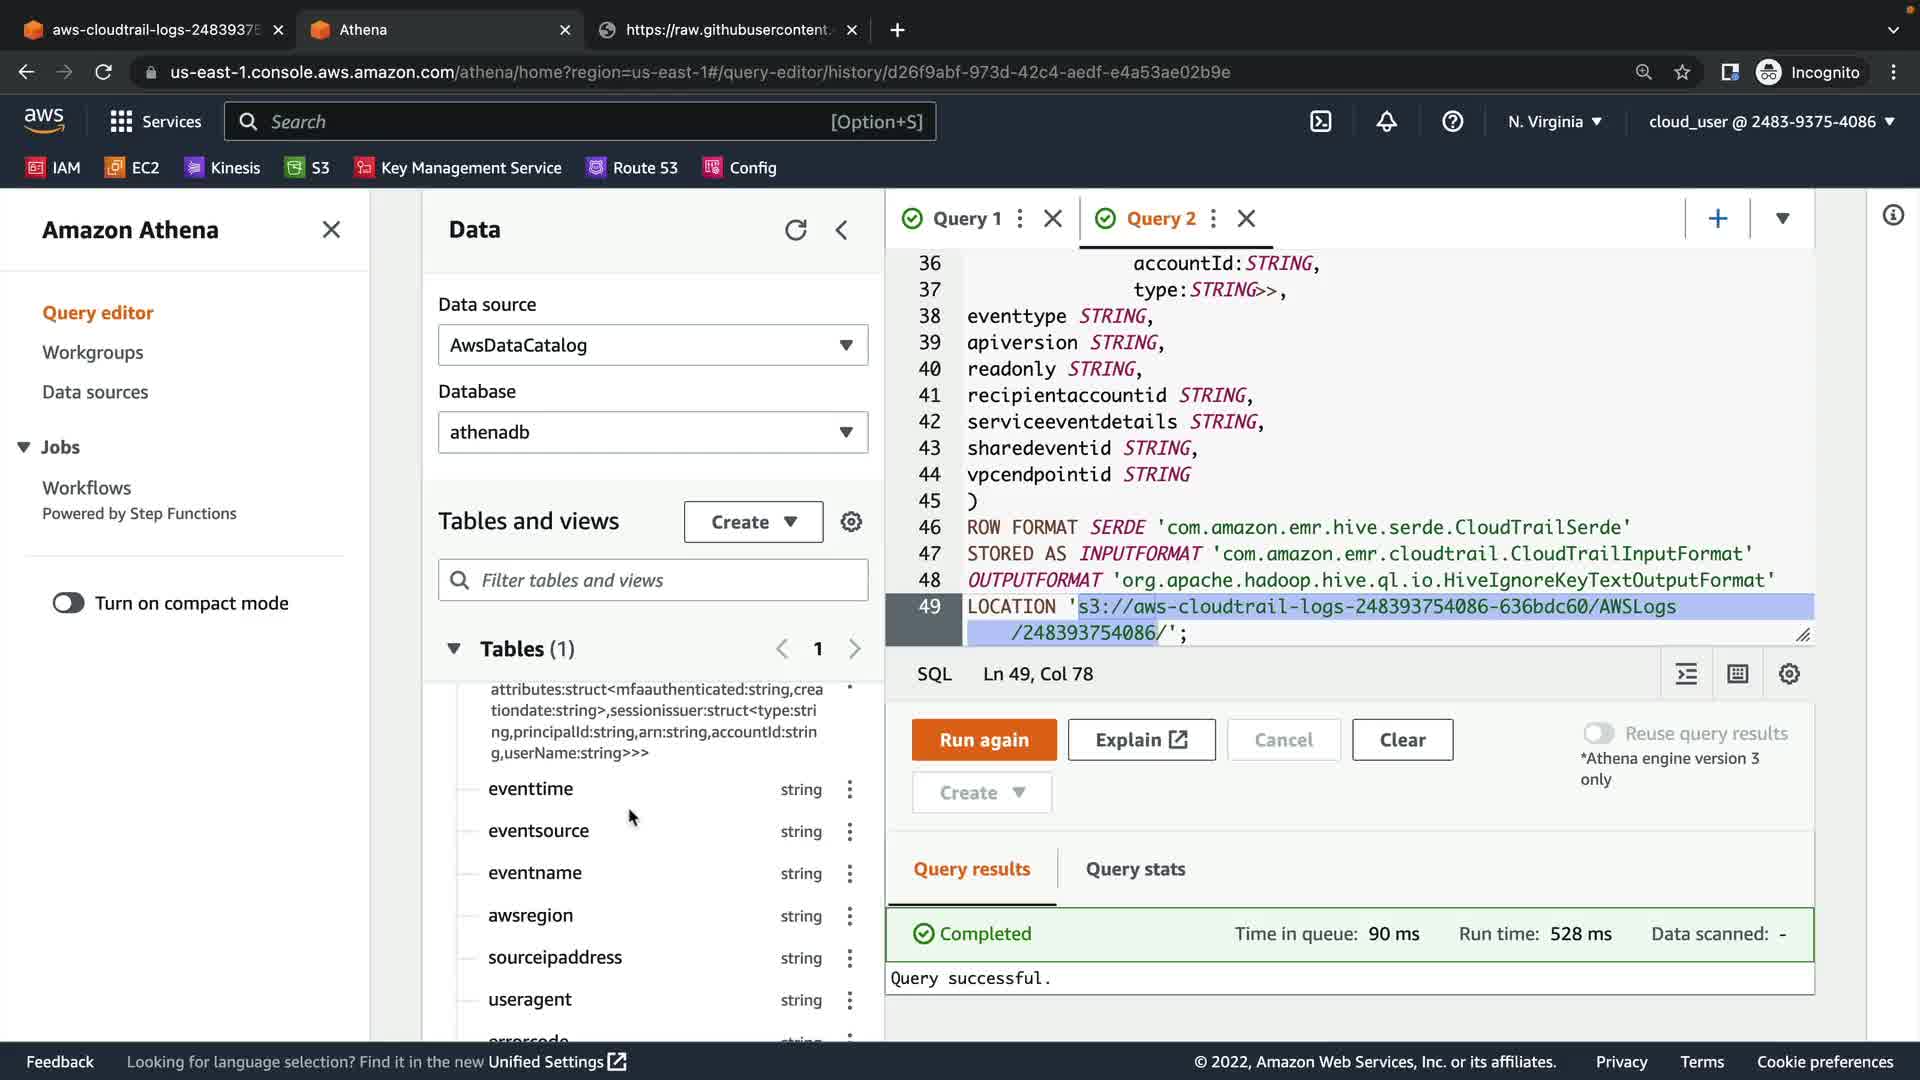 aws-cloudtrail-logs-24839375
Athena
https://raw.githubusercontent.
us-east-1.console.aws.amazon.com/athena/home?region=us-east-1#/query-editor/history/d26f9abf-973d-42c4-aedf-e4a53ae02b9e
Incognito
aws
Services
Search
[Option+S]
N. Virginia
cloud_user @ 2483-9375-4086
IAM
EC2
Kinesis
S3
Key Management Service
Route 53
Config
Amazon Athena
Query editor
Workgroups
Data sources
Jobs
Workflows
Powered by Step Functions
Turn on compact mode
Data
Data source
AwsDataCatalog
Database
athenadb
Tables and views
Create
Filter tables and views
Tables (1)
1
attributes:struct<mfaauthenticated:string,crea
tiondate:string>,sessionissuer:struct<type:stri
ng,principalId:string,arn:string,accountId:strin
g,userName:string>>>
eventtime string
eventsource string
eventname string
awsregion string
sourceipaddress string
useragent string
errorcode
Query 1
Query 2
36 accountId:STRING,
37 type:STRING>>,
38 eventtype STRING,
39 apiversion STRING,
40 readonly STRING,
41 recipientaccountid STRING,
42 serviceeventdetails STRING,
43 sharedeventid STRING,
44 vpcendpointid STRING
45 )
46 ROW FORMAT SERDE 'com.amazon.emr.hive.serde.CloudTrailSerde'
47 STORED AS INPUTFORMAT 'com.amazon.emr.cloudtrail.CloudTrailInputFormat'
48 OUTPUTFORMAT 'org.apache.hadoop.hive.ql.io.HiveIgnoreKeyTextOutputFormat'
49 LOCATION 's3://aws-cloudtrail-logs-248393754086-636bdc60/AWSLogs
/248393754086/';
SQL Ln 49, Col 78
Run again
Explain
Cancel
Clear
Create
Reuse query results
*Athena engine version 3
only
Query results
Query stats
Completed
Time in queue: 90 ms
Run time: 528 ms
Data scanned: -
Query successful.
Feedback
Looking for language selection? Find it in the new Unified Settings
© 2022, Amazon Web Services, Inc. or its affiliates.
Privacy
Terms
Cookie preferences